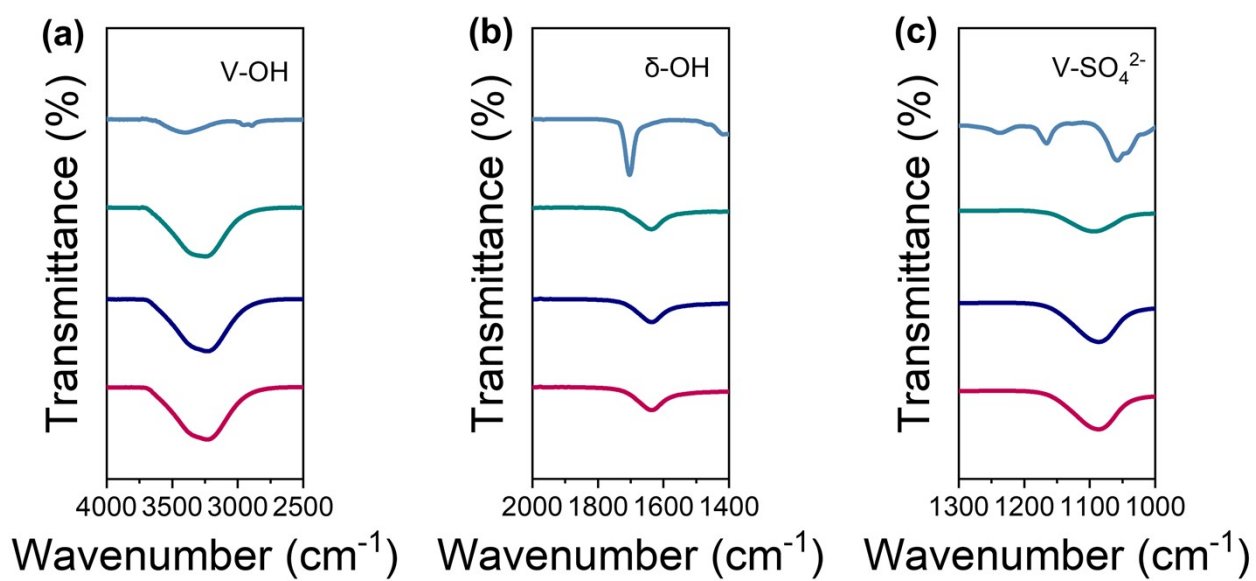 (a)
V-OH
Transmittance (%)
4000 3500 3000 2500
Wavenumber (cm⁻¹)
(b)
δ-OH
Transmittance (%)
2000 1800 1600 1400
Wavenumber (cm⁻¹)
(c)
V-SO₄²⁻
Transmittance (%)
1300 1200 1100 1000
Wavenumber (cm⁻¹)